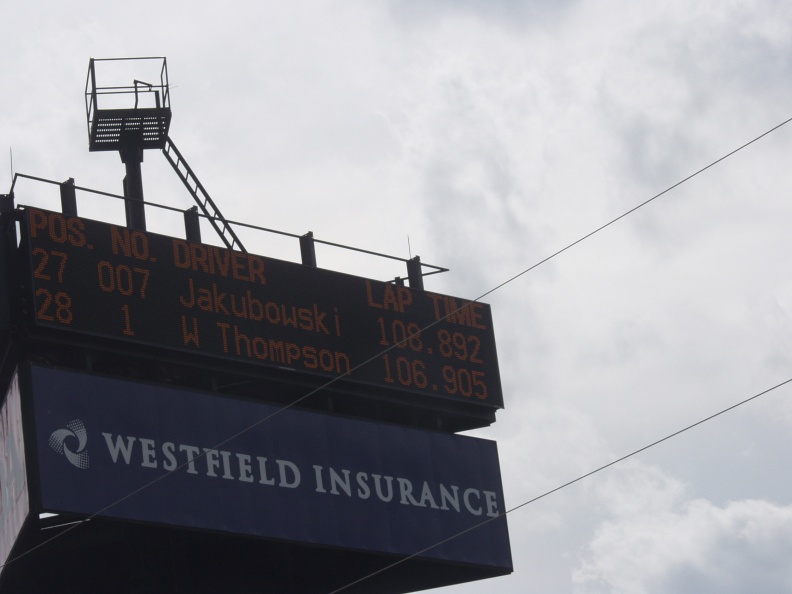 POS. NO. DRIVER LAP TIME
27 007 Jakubowski 108.892
28 1 W Thompson 106.905
WESTFIELD INSURANCE